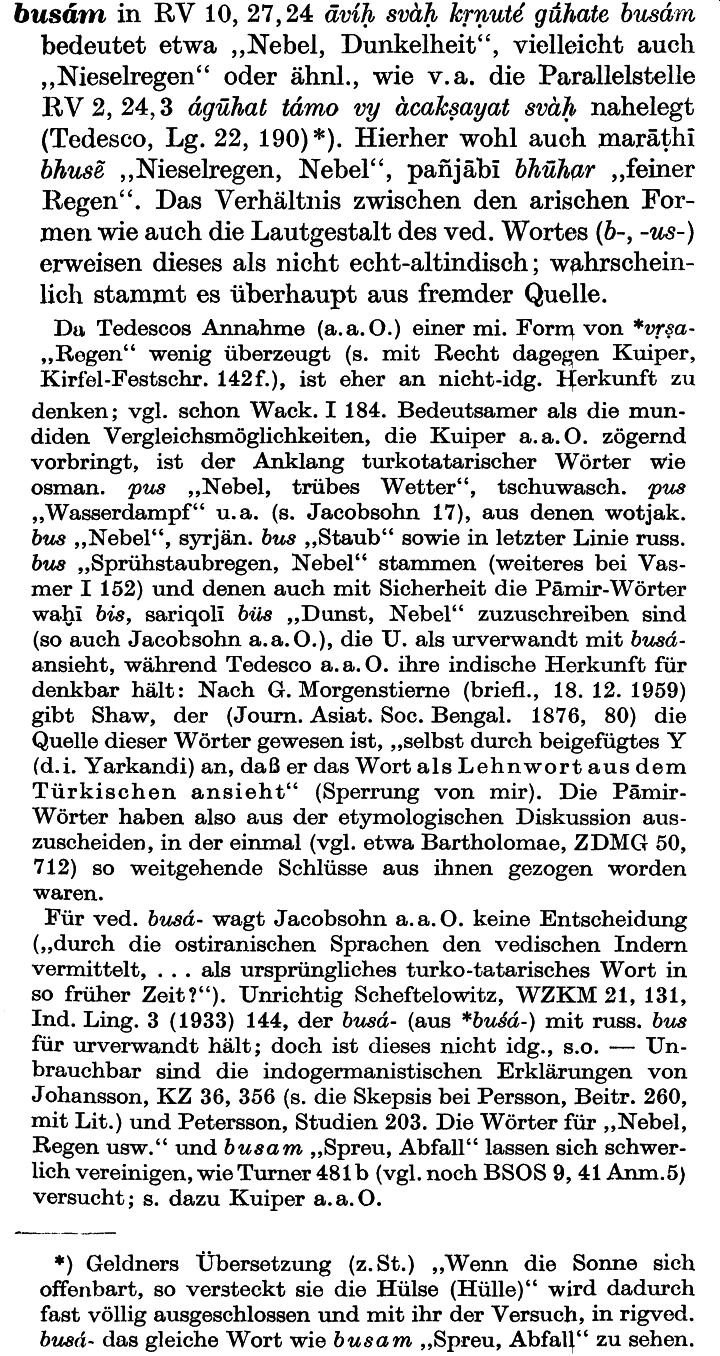 busám in RV 10, 27,24 āvíḥ svàḥ kṛṇuté gū́hate busám
bedeutet etwa „Nebel, Dunkelheit“, vielleicht auch
„Nieselregen“ oder ähnl., wie v.a. die Parallelstelle
RV 2, 24,3 ágūhat támo vy àcakṣayat svàḥ nahelegt
(Tedesco, Lg. 22, 190)*). Hierher wohl auch marāṭhī
bhusẽ „Nieselregen, Nebel“, pañjābī bhūhar „feiner
Regen“. Das Verhältnis zwischen den arischen For-
men wie auch die Lautgestalt des ved. Wortes (b-, -us-)
erweisen dieses als nicht echt-altindisch; wahrschein-
lich stammt es überhaupt aus fremder Quelle.
Da Tedescos Annahme (a.a.O.) einer mi. Form von *vṛṣa-
„Regen“ wenig überzeugt (s. mit Recht dagegen Kuiper,
Kirfel-Festschr. 142f.), ist eher an nicht-idg. Herkunft zu
denken; vgl. schon Wack. I 184. Bedeutsamer als die mun-
diden Vergleichsmöglichkeiten, die Kuiper a.a.O. zögernd
vorbringt, ist der Anklang turkotatarischer Wörter wie
osman. pus „Nebel, trübes Wetter“, tschuwasch. pus
„Wasserdampf“ u.a. (s. Jacobsohn 17), aus denen wotjak.
bus „Nebel“, syrjän. bus „Staub“ sowie in letzter Linie russ.
bus „Sprühstaubregen, Nebel“ stammen (weiteres bei Vas-
mer I 152) und denen auch mit Sicherheit die Pāmir-Wörter
waḫī bis, sariqolī büs „Dunst, Nebel“ zuzuschreiben sind
(so auch Jacobsohn a.a.O.), die U. als urverwandt mit busá-
ansieht, während Tedesco a.a.O. ihre indische Herkunft für
denkbar hält: Nach G. Morgenstierne (briefl., 18. 12. 1959)
gibt Shaw, der (Journ. Asiat. Soc. Bengal. 1876, 80) die
Quelle dieser Wörter gewesen ist, „selbst durch beigefügtes Y
(d.i. Yarkandi) an, daß er das Wort als Lehnwort aus dem
Türkischen ansieht“ (Sperrung von mir). Die Pāmir-
Wörter haben also aus der etymologischen Diskussion aus-
zuscheiden, in der einmal (vgl. etwa Bartholomae, ZDMG 50,
712) so weitgehende Schlüsse aus ihnen gezogen worden
waren.
Für ved. busá- wagt Jacobsohn a.a.O. keine Entscheidung
(„durch die ostiranischen Sprachen den vedischen Indern
vermittelt, . . . als ursprüngliches turko-tatarisches Wort in
so früher Zeit?“). Unrichtig Scheftelowitz, WZKM 21, 131,
Ind. Ling. 3 (1933) 144, der busá- (aus *buśá-) mit russ. bus
für urverwandt hält; doch ist dieses nicht idg., s.o. — Un-
brauchbar sind die indogermanistischen Erklärungen von
Johansson, KZ 36, 356 (s. die Skepsis bei Persson, Beitr. 260,
mit Lit.) und Petersson, Studien 203. Die Wörter für „Nebel,
Regen usw.“ und busam „Spreu, Abfall“ lassen sich schwer-
lich vereinigen, wie Turner 481b (vgl. noch BSOS 9, 41 Anm.5)
versucht; s. dazu Kuiper a.a.O.
*) Geldners Übersetzung (z.St.) „Wenn die Sonne sich
offenbart, so versteckt sie die Hülse (Hülle)“ wird dadurch
fast völlig ausgeschlossen und mit ihr der Versuch, in rigved.
busá- das gleiche Wort wie busam „Spreu, Abfall“ zu sehen.